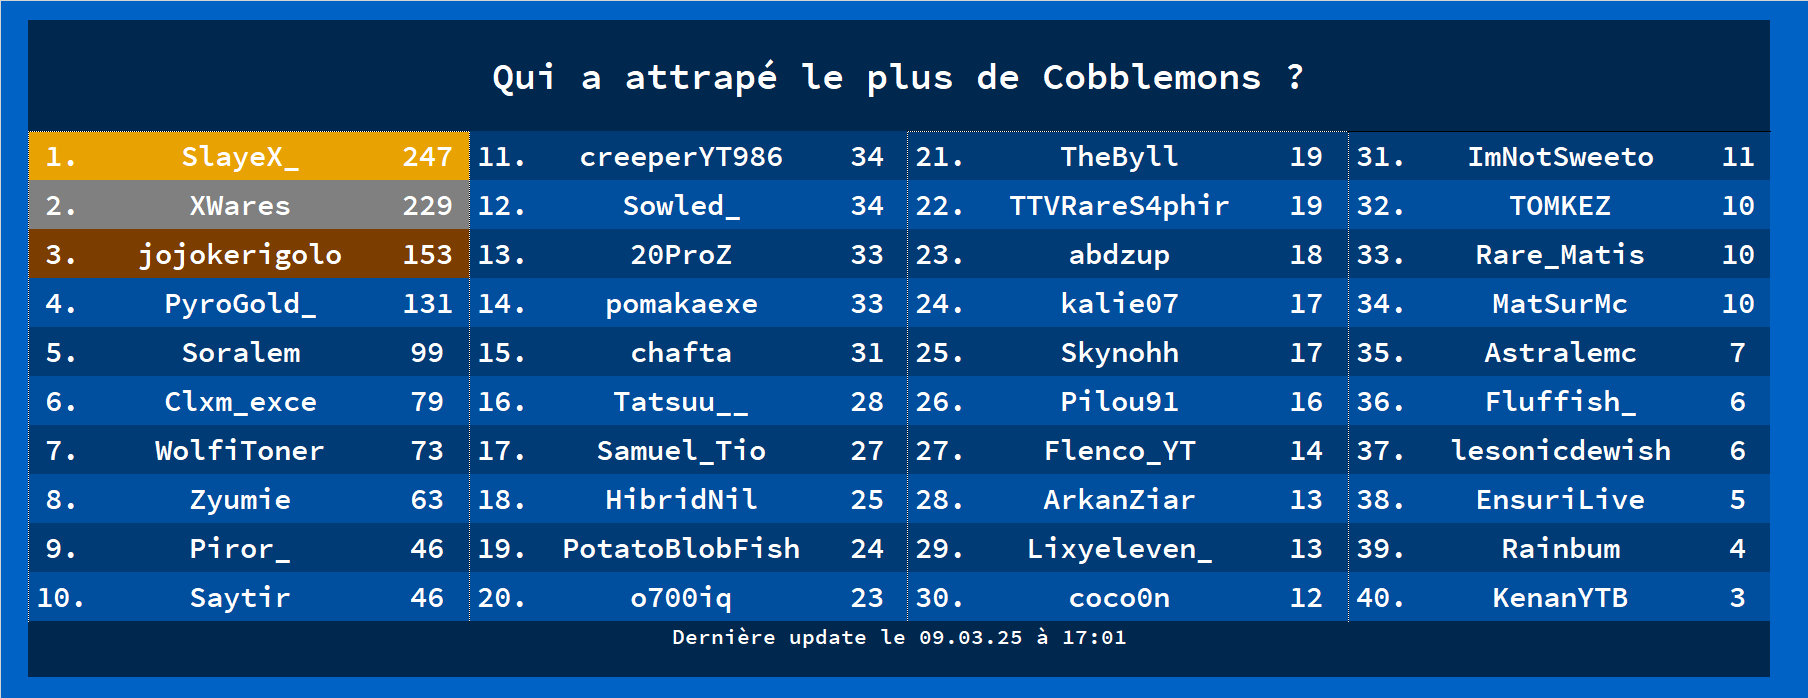 Qui a attrapé le plus de Cobblemons ?
1. SlayeX_ 247
2. XWares 229
3. jojokerigolo 153
4. PyroGold_ 131
5. Soralem 99
6. Clxm_exce 79
7. WolfiToner 73
8. Zyumie 63
9. Piror_ 46
10. Saytir 46
11. creeperYT986 34
12. Sowled_ 34
13. 20ProZ 33
14. pomakaexe 33
15. chafta 31
16. Tatsuu__ 28
17. Samuel_Tio 27
18. HibridNil 25
19. PotatoBlobFish 24
20. o700iq 23
21. TheByll 19
22. TTVRareS4phir 19
23. abdzup 18
24. kalie07 17
25. Skynohh 17
26. Pilou91 16
27. Flenco_YT 14
28. ArkanZiar 13
29. Lixyeleven_ 13
30. coco0n 12
31. ImNotSweeto 11
32. TOMKEZ 10
33. Rare_Matis 10
34. MatSurMc 10
35. Astralemc 7
36. Fluffish_ 6
37. lesonicdewish 6
38. EnsuriLive 5
39. Rainbum 4
40. KenanYTB 3
Dernière update le 09.03.25 à 17:01